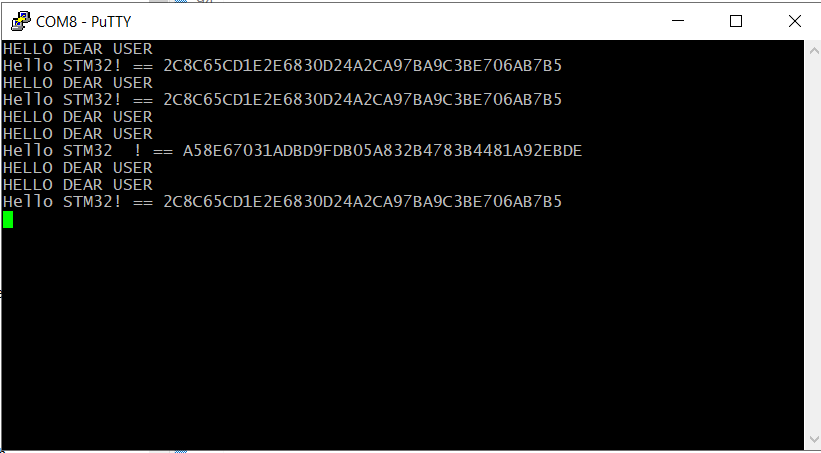 COM8 - PuTTY
HELLO DEAR USER
Hello STM32! == 2C8C65CD1E2E6830D24A2CA97BA9C3BE706AB7B5
HELLO DEAR USER
Hello STM32! == 2C8C65CD1E2E6830D24A2CA97BA9C3BE706AB7B5
HELLO DEAR USER
HELLO DEAR USER
Hello STM32  ! == A58E67031ADBD9FDB05A832B4783B4481A92EBDE
HELLO DEAR USER
HELLO DEAR USER
Hello STM32! == 2C8C65CD1E2E6830D24A2CA97BA9C3BE706AB7B5